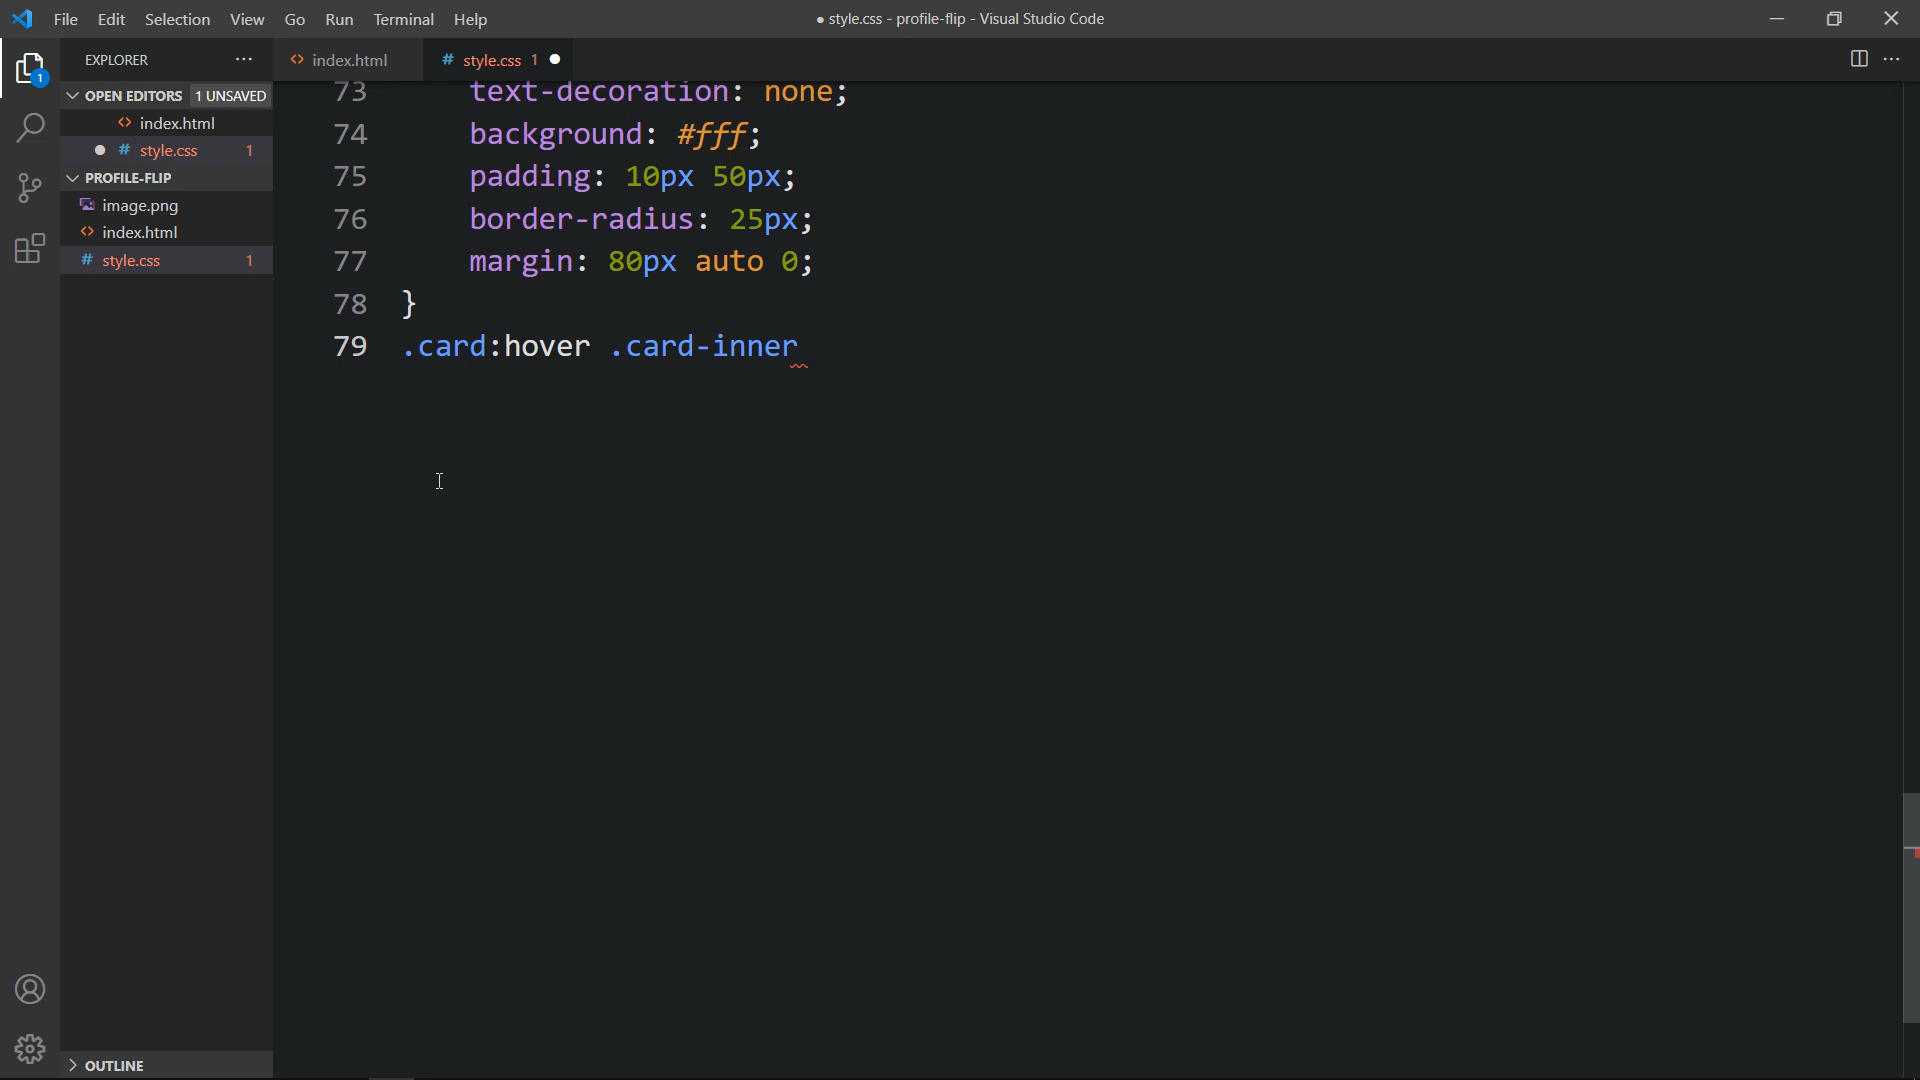 File Edit Selection View Go Run Terminal Help
● style.css - profile-flip - Visual Studio Code
EXPLORER ···
<> index.html
# style.css 1 ●
OPEN EDITORS 1 UNSAVED
<> index.html
● # style.css 1
PROFILE-FLIP
image.png
<> index.html
# style.css 1
OUTLINE
1
73 text-decoration: none;
74 background: #fff;
75 padding: 10px 50px;
76 border-radius: 25px;
77 margin: 80px auto 0;
78 }
79 .card:hover .card-inner